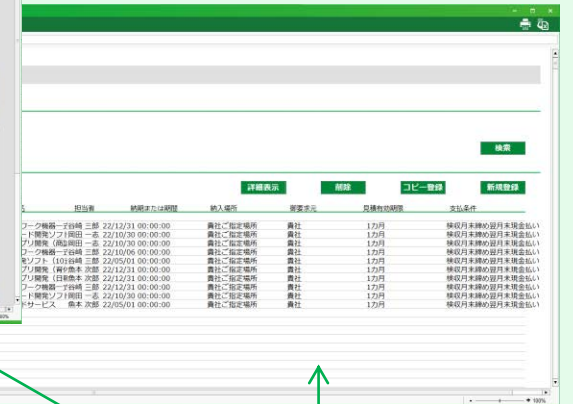 検索
詳細表示 削除 コピー登録 新規登録
名 担当者 納期または期間 納入場所 御要求元 見積有効期限 支払条件
ワーク機器一式 谷崎 三郎 22/12/31 00:00:00 貴社ご指定場所 貴社 1カ月 検収月末締め翌月末現金払い
ード開発ソフト 岡田 一志 22/10/30 00:00:00 貴社ご指定場所 貴社 1カ月 検収月末締め翌月末現金払い
プリ開発（商 岡田 一志 22/10/30 00:00:00 貴社ご指定場所 貴社 1カ月 検収月末締め翌月末現金払い
ワーク機器一式 谷崎 三郎 22/10/06 00:00:00 貴社ご指定場所 貴社 1カ月 検収月末締め翌月末現金払い
発ソフト（10 谷崎 三郎 22/05/01 00:00:00 貴社ご指定場所 貴社 1カ月 検収月末締め翌月末現金払い
プリ開発（ 魚本 次郎 22/12/31 00:00:00 貴社ご指定場所 貴社 1カ月 検収月末締め翌月末現金払い
プリ開発（日 魚本 次郎 22/12/31 00:00:00 貴社ご指定場所 貴社 1カ月 検収月末締め翌月末現金払い
ワーク機器一式 谷崎 三郎 22/12/31 00:00:00 貴社ご指定場所 貴社 1カ月 検収月末締め翌月末現金払い
ード開発ソフト 岡田 一志 22/10/30 00:00:00 貴社ご指定場所 貴社 1カ月 検収月末締め翌月末現金払い
ドサービス 魚本 次郎 22/05/01 00:00:00 貴社ご指定場所 貴社 1カ月 検収月末締め翌月末現金払い
100%